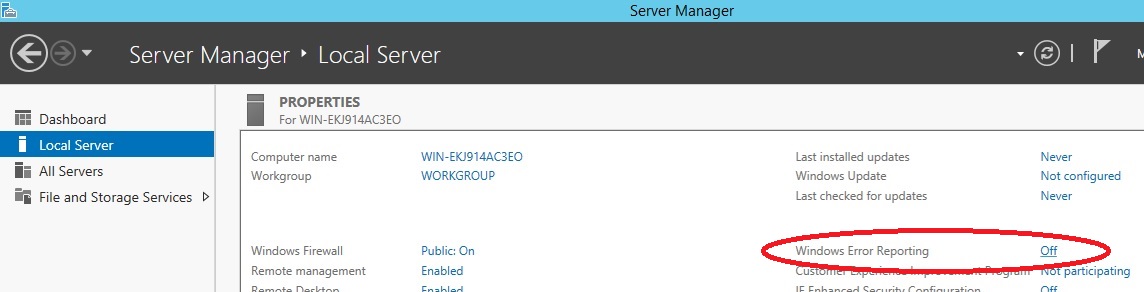 Server Manager
Server Manager ‣ Local Server
M
Dashboard
Local Server
All Servers
File and Storage Services
PROPERTIES
For WIN-EKJ914AC3EO
Computer name WIN-EKJ914AC3EO
Workgroup WORKGROUP
Last installed updates Never
Windows Update Not configured
Last checked for updates Never
Windows Firewall Public: On
Remote management Enabled
Remote Desktop Enabled
Windows Error Reporting Off
Customer Experience Improvement Program Not participating
IE Enhanced Security Configuration Off